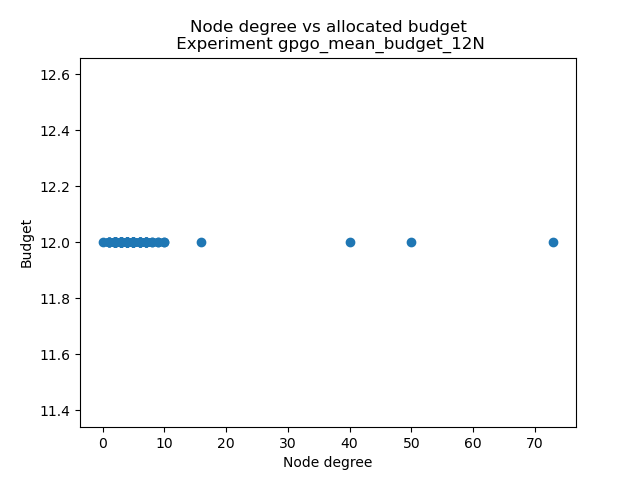 Node degree vs allocated budget
Experiment gpgo_mean_budget_12N
12.6
12.4
12.2
12.0
11.8
11.6
11.4
Budget
0 10 20 30 40 50 60 70
Node degree